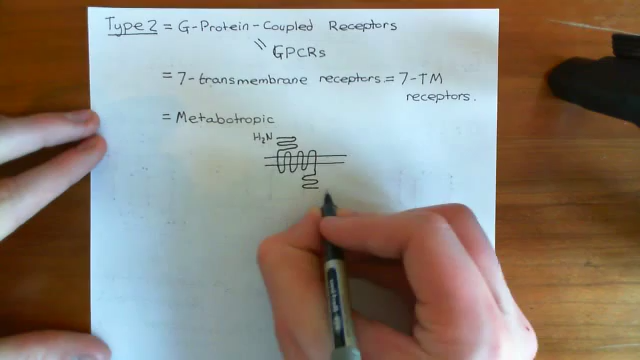 Type 2 = G-Protein-Coupled Receptors
= GPCRs
= 7-transmembrane receptors = 7-TM
receptors.
= Metabotropic
H₂N